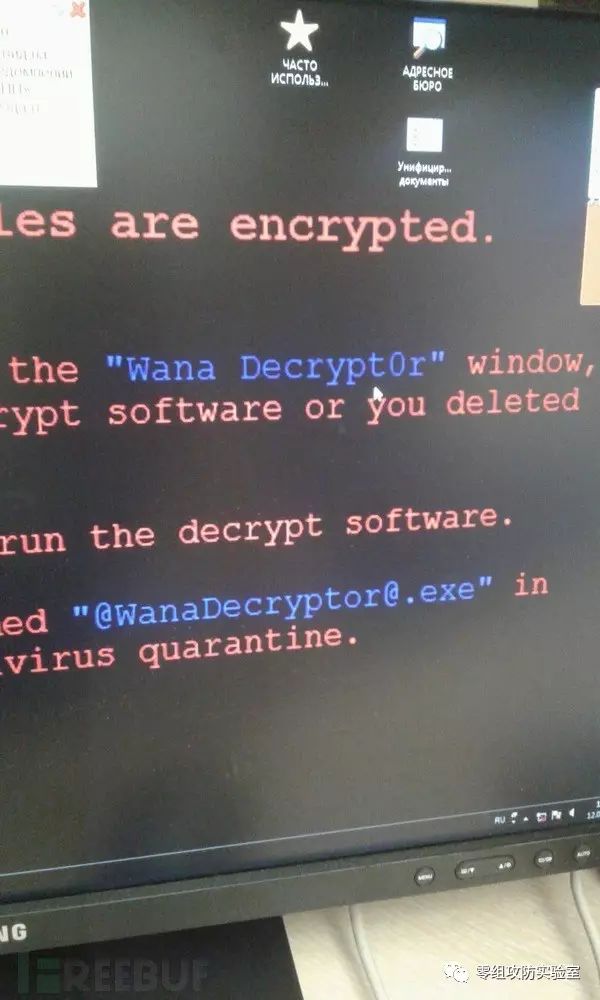 ЧАСТО
ИСПОЛЬЗ...
АДРЕСНОЕ
БЮРО
Унифицир...
документы
les are encrypted.
the "Wana Decrypt0r" window,
rypt software or you deleted
run the decrypt software.
ned "@WanaDecryptor@.exe" in
virus quarantine.
RU
MENU
AUTO
NG
FREEBUF
零组攻防实验室